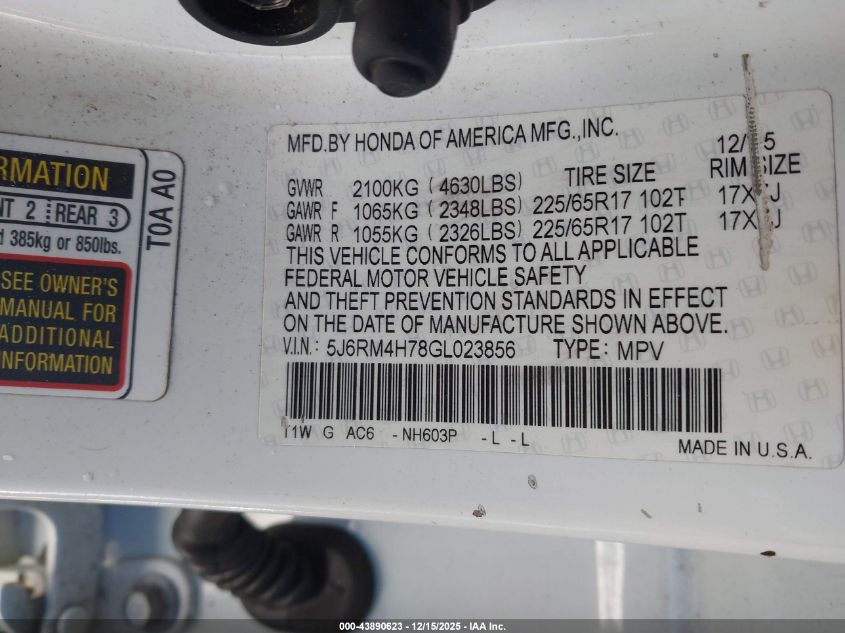 MFD.BY HONDA OF AMERICA MFG.,INC.
GVWR 2100KG (4630LBS) TIRE SIZE RIM SIZE
GAWR F 1065KG (2348LBS) 225/65R17 102T
GAWR R 1055KG (2326LBS) 225/65R17 102T
THIS VEHICLE CONFORMS TO ALL APPLICABLE
FEDERAL MOTOR VEHICLE SAFETY
AND THEFT PREVENTION STANDARDS IN EFFECT
ON THE DATE OF MANUFACTURE SHOWN ABOVE.
V.I.N.: 5J6RM4H78GL023856 TYPE: MPV
11W G AC6 - NH603P - L - L
MADE IN U.S.A.
2 REAR 3
385kg or 850lbs.
SEE OWNER'S
MANUAL FOR
ADDITIONAL
INFORMATION
T0A A0
000-43890623 - 12/15/2025 - IAA Inc.